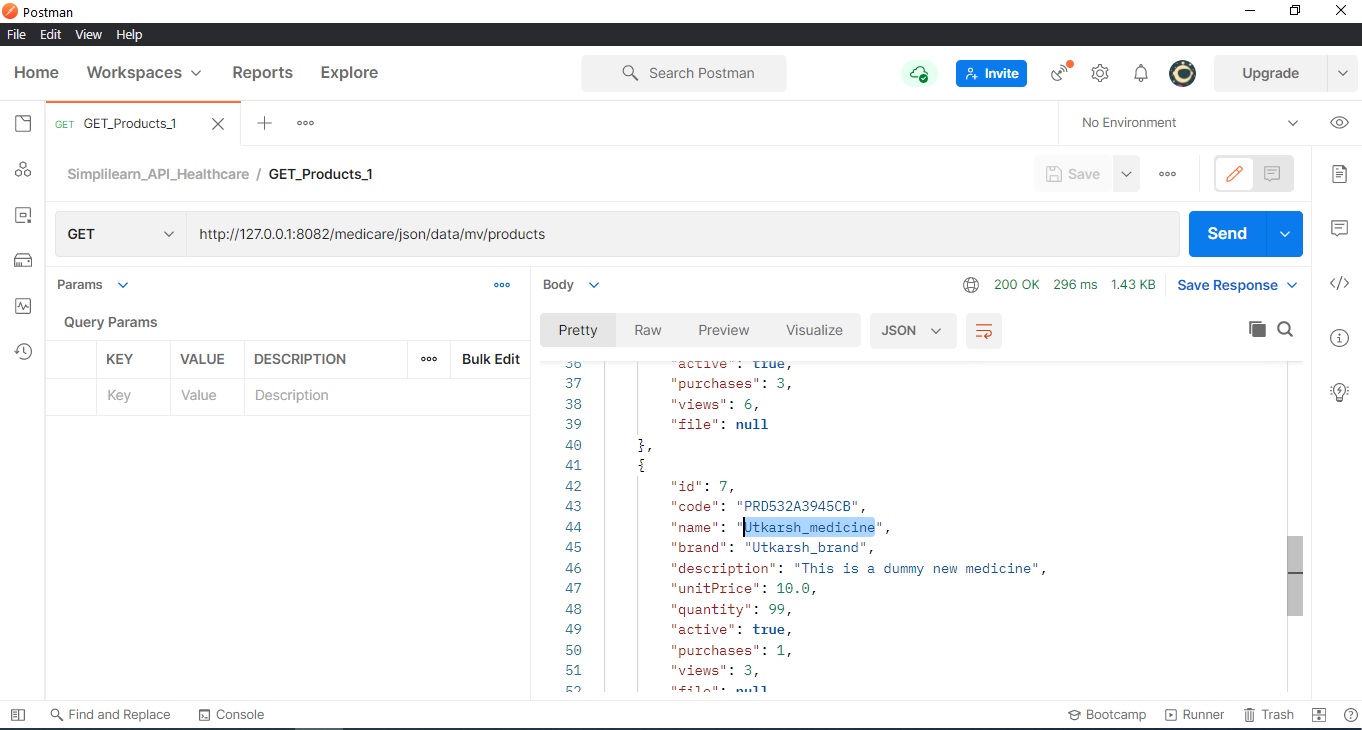 Postman
File Edit View Help
Home Workspaces Reports Explore Search Postman Invite Upgrade
GET GET_Products_1 No Environment
Simplilearn_API_Healthcare / GET_Products_1 Save
GET http://127.0.0.1:8082/medicare/json/data/mv/products Send
Params Body 200 OK 296 ms 1.43 KB Save Response
Query Params Pretty Raw Preview Visualize JSON
KEY VALUE DESCRIPTION Bulk Edit
Key Value Description
36 "active": true,
37 "purchases": 3,
38 "views": 6,
39 "file": null
40 },
41 {
42 "id": 7,
43 "code": "PRD532A3945CB",
44 "name": "Utkarsh_medicine",
45 "brand": "Utkarsh_brand",
46 "description": "This is a dummy new medicine",
47 "unitPrice": 10.0,
48 "quantity": 99,
49 "active": true,
50 "purchases": 1,
51 "views": 3,
52 "file": null
Find and Replace Console Bootcamp Runner Trash